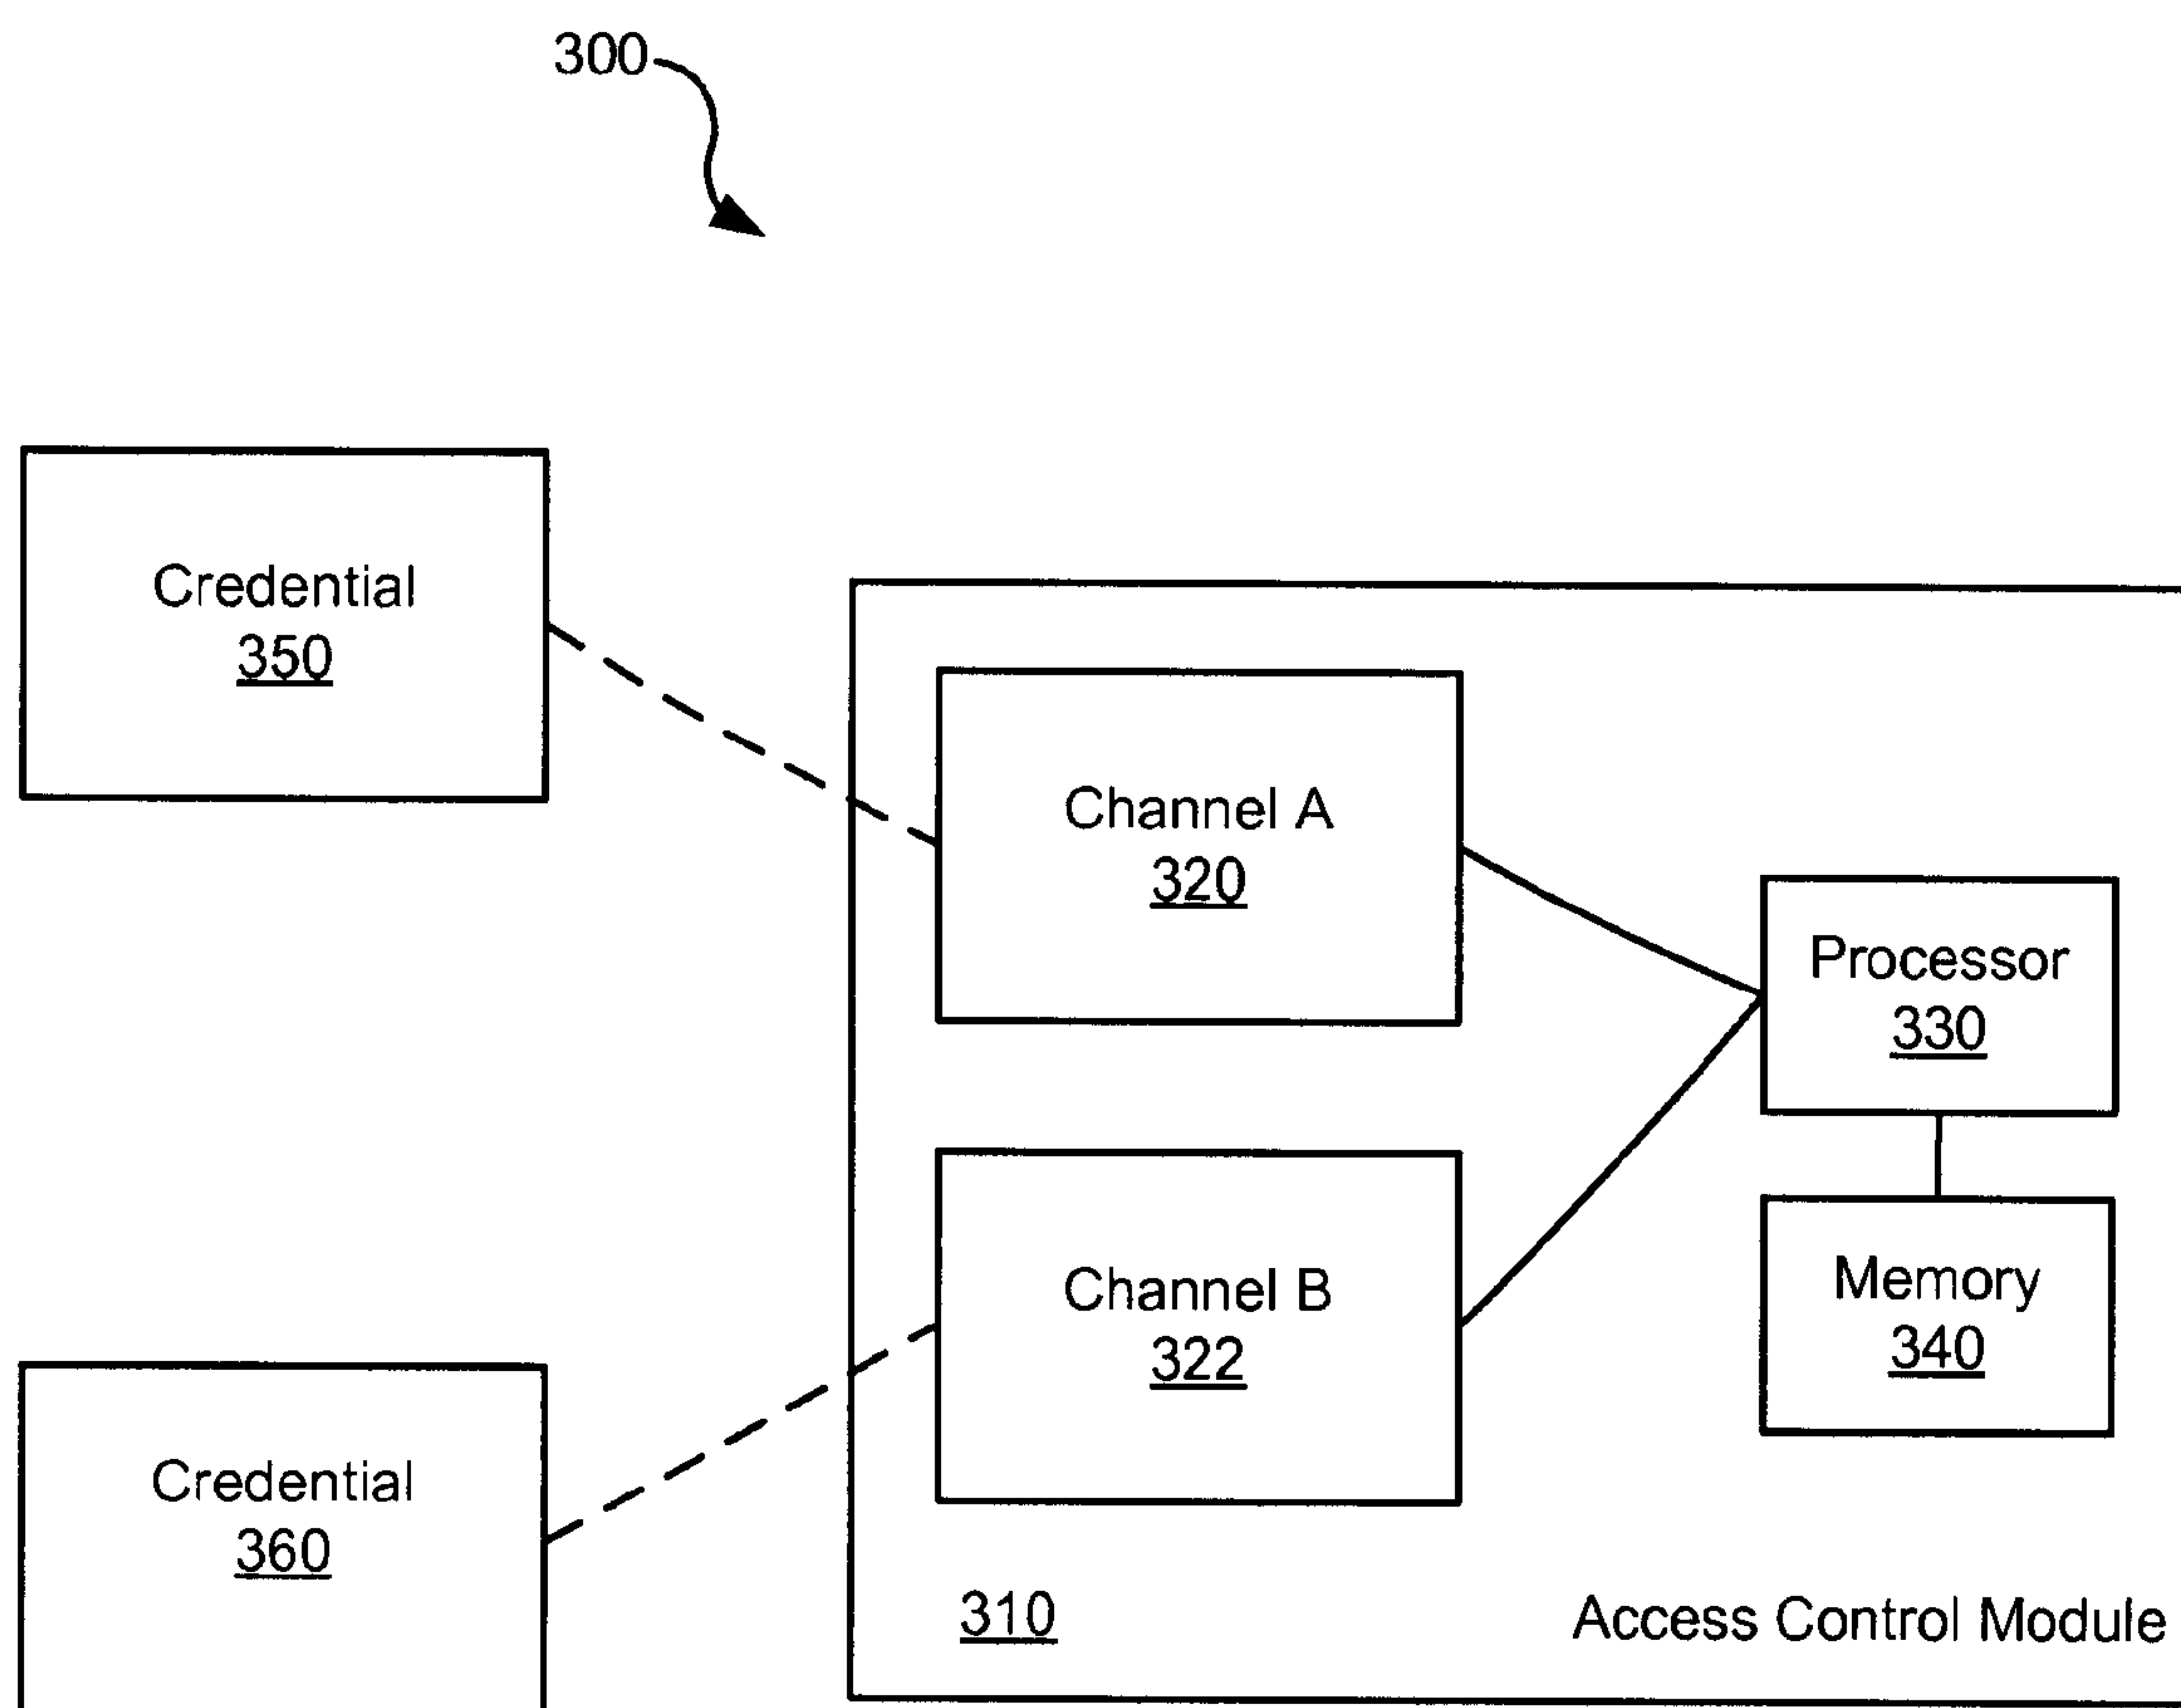 300
Credential
350
Channel A
320
Processor
330
Memory
340
Channel B
322
Credential
360
310
Access Control Module